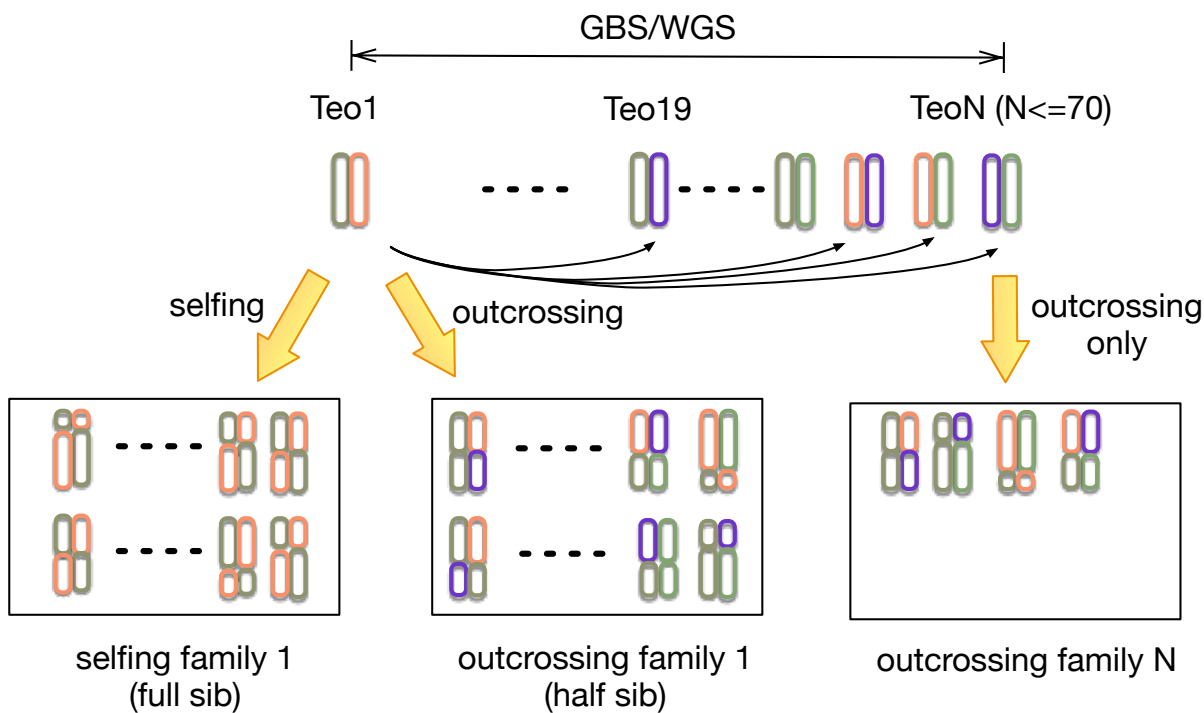 GBS/WGS
Teo1
Teo19
TeoN (N<=70)
selfing
outcrossing
outcrossing
only
selfing family 1
(full sib)
outcrossing family 1
(half sib)
outcrossing family N